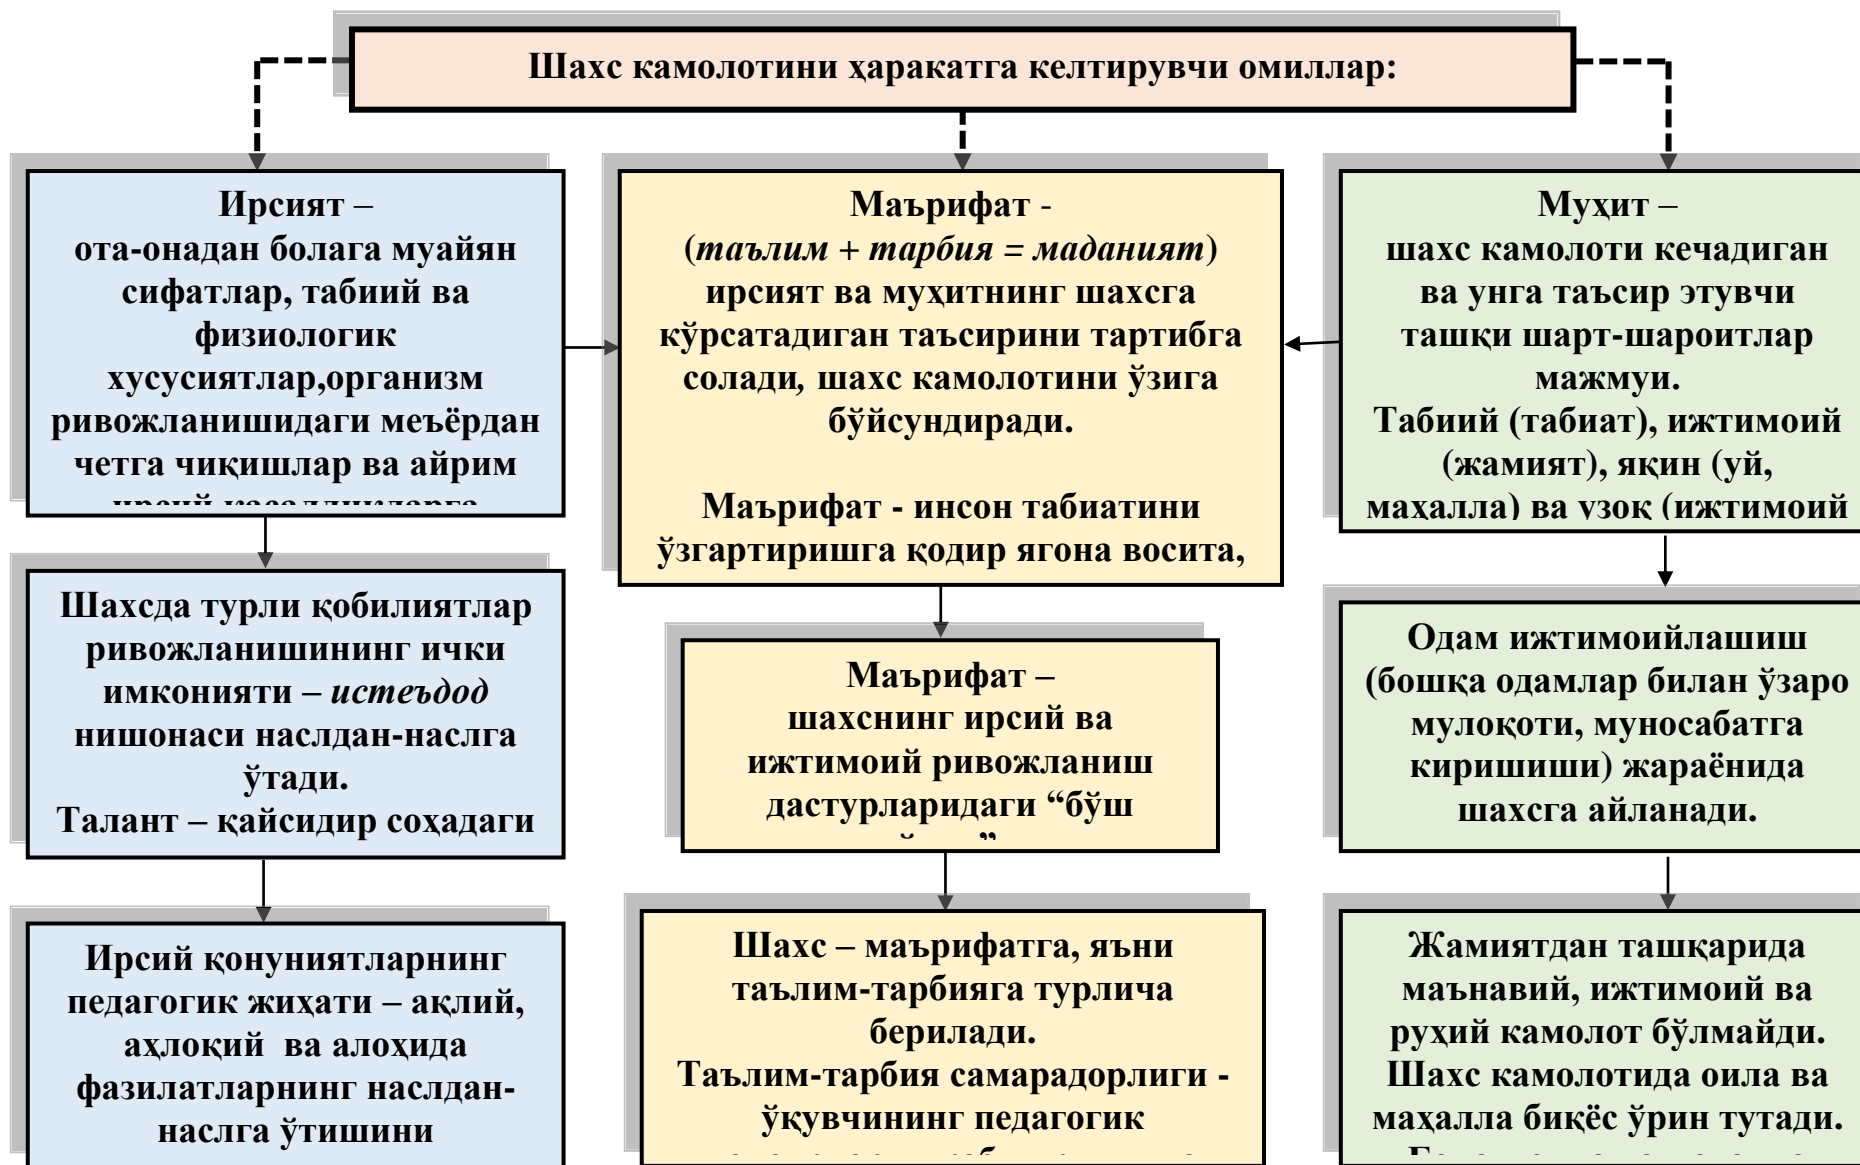 Шахс камолотини ҳаракатга келтирувчи омиллар:
Ирсият –
ота-онадан болага муайян
сифатлар, табиий ва
физиологик
хусусиятлар,организм
ривожланишидаги меъёрдан
четга чиқишлар ва айрим
ирсий касалликларга
Шахсда турли қобилиятлар
ривожланишининг ички
имконияти – истеъдод
нишонаси наслдан-наслга
ўтади.
Талант – қайсидир соҳадаги
Ирсий қонуниятларнинг
педагогик жиҳати – ақлий,
аҳлоқий ва алоҳида
фазилатларнинг наслдан-
наслга ўтишини
Маърифат -
(таълим + тарбия = маданият)
ирсият ва муҳитнинг шахсга
кўрсатадиган таъсирини тартибга
солади, шахс камолотини ўзига
бўйсундиради.
Маърифат - инсон табиатини
ўзгартиришга қодир ягона восита,
Маърифат –
шахснинг ирсий ва
ижтимоий ривожланиш
дастурларидаги “бўш
Шахс – маърифатга, яъни
таълим-тарбияга турлича
берилади.
Таълим-тарбия самарадорлиги -
ўқувчининг педагогик
Муҳит –
шахс камолоти кечадиган
ва унга таъсир этувчи
ташқи шарт-шароитлар
мажмуи.
Табиий (табиат), ижтимоий
(жамият), яқин (уй,
маҳалла) ва узоқ (ижтимоий
Одам ижтимоийлашиш
(бошқа одамлар билан ўзаро
мулоқоти, муносабатга
киришиши) жараёнида
шахсга айланади.
Жамиятдан ташқарида
маънавий, ижтимоий ва
руҳий камолот бўлмайди.
Шахс камолотида оила ва
маҳалла биқёс ўрин тутади.